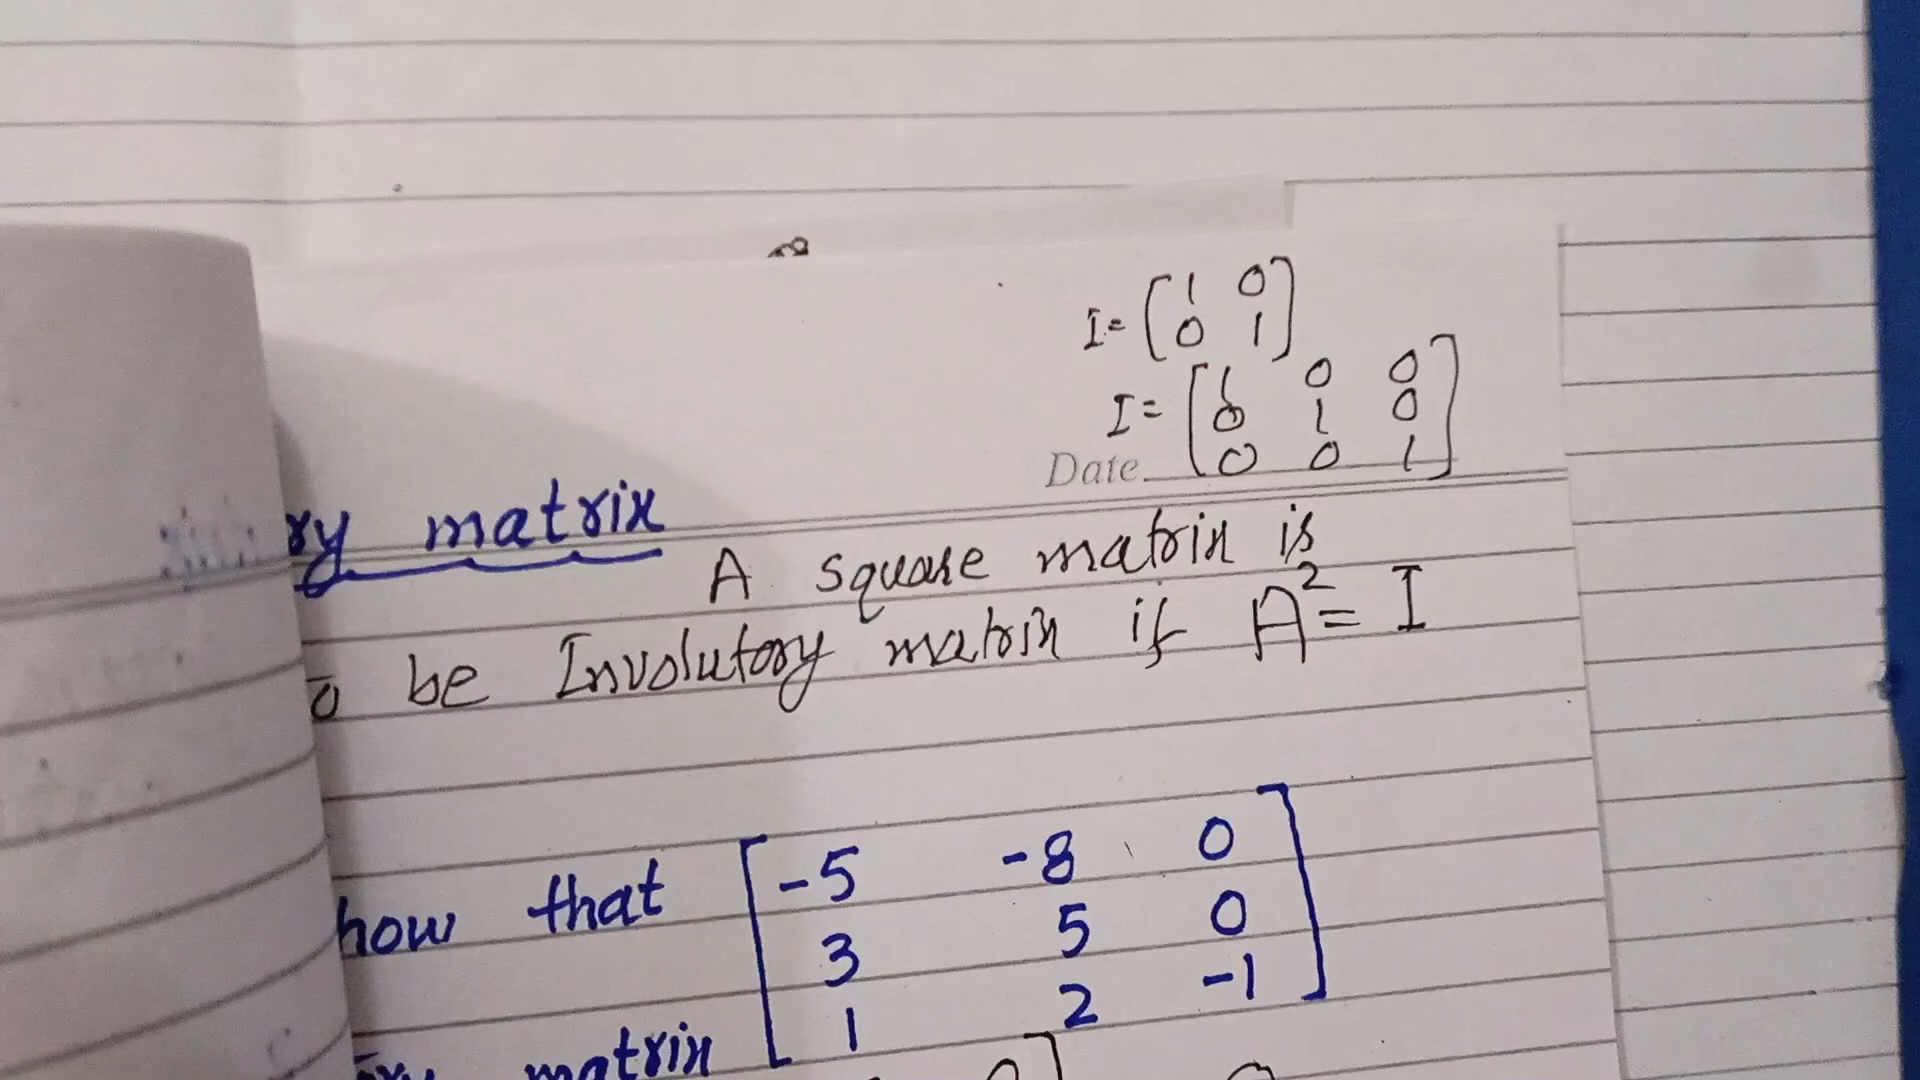 I= [1 0
0 1]
I= [1 0 0
0 1 0
0 0 1]
Date
ry matrix
A square matrix is
o be Involutory matrix if A²= I
how that [-5 -8 0
3 5 0
1 2 -1]
matrix